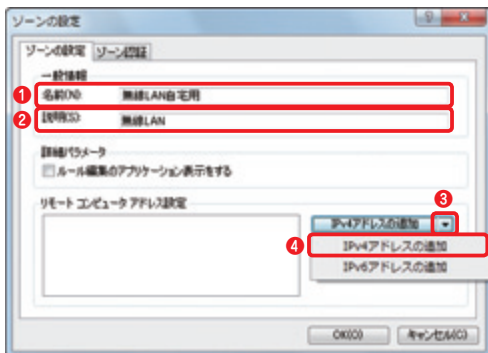 ゾーンの設定
ゾーンの設定 ゾーン認証
一般情報
1 名前(N): 無線LAN自宅用
2 説明(S): 無線LAN
詳細パラメータ
ルール編集のアプリケーション表示をする
リモート コンピュータ アドレス設定
3
IPv4アドレスの追加
4 IPv4アドレスの追加
IPv6アドレスの追加
OK(O) キャンセル(C)